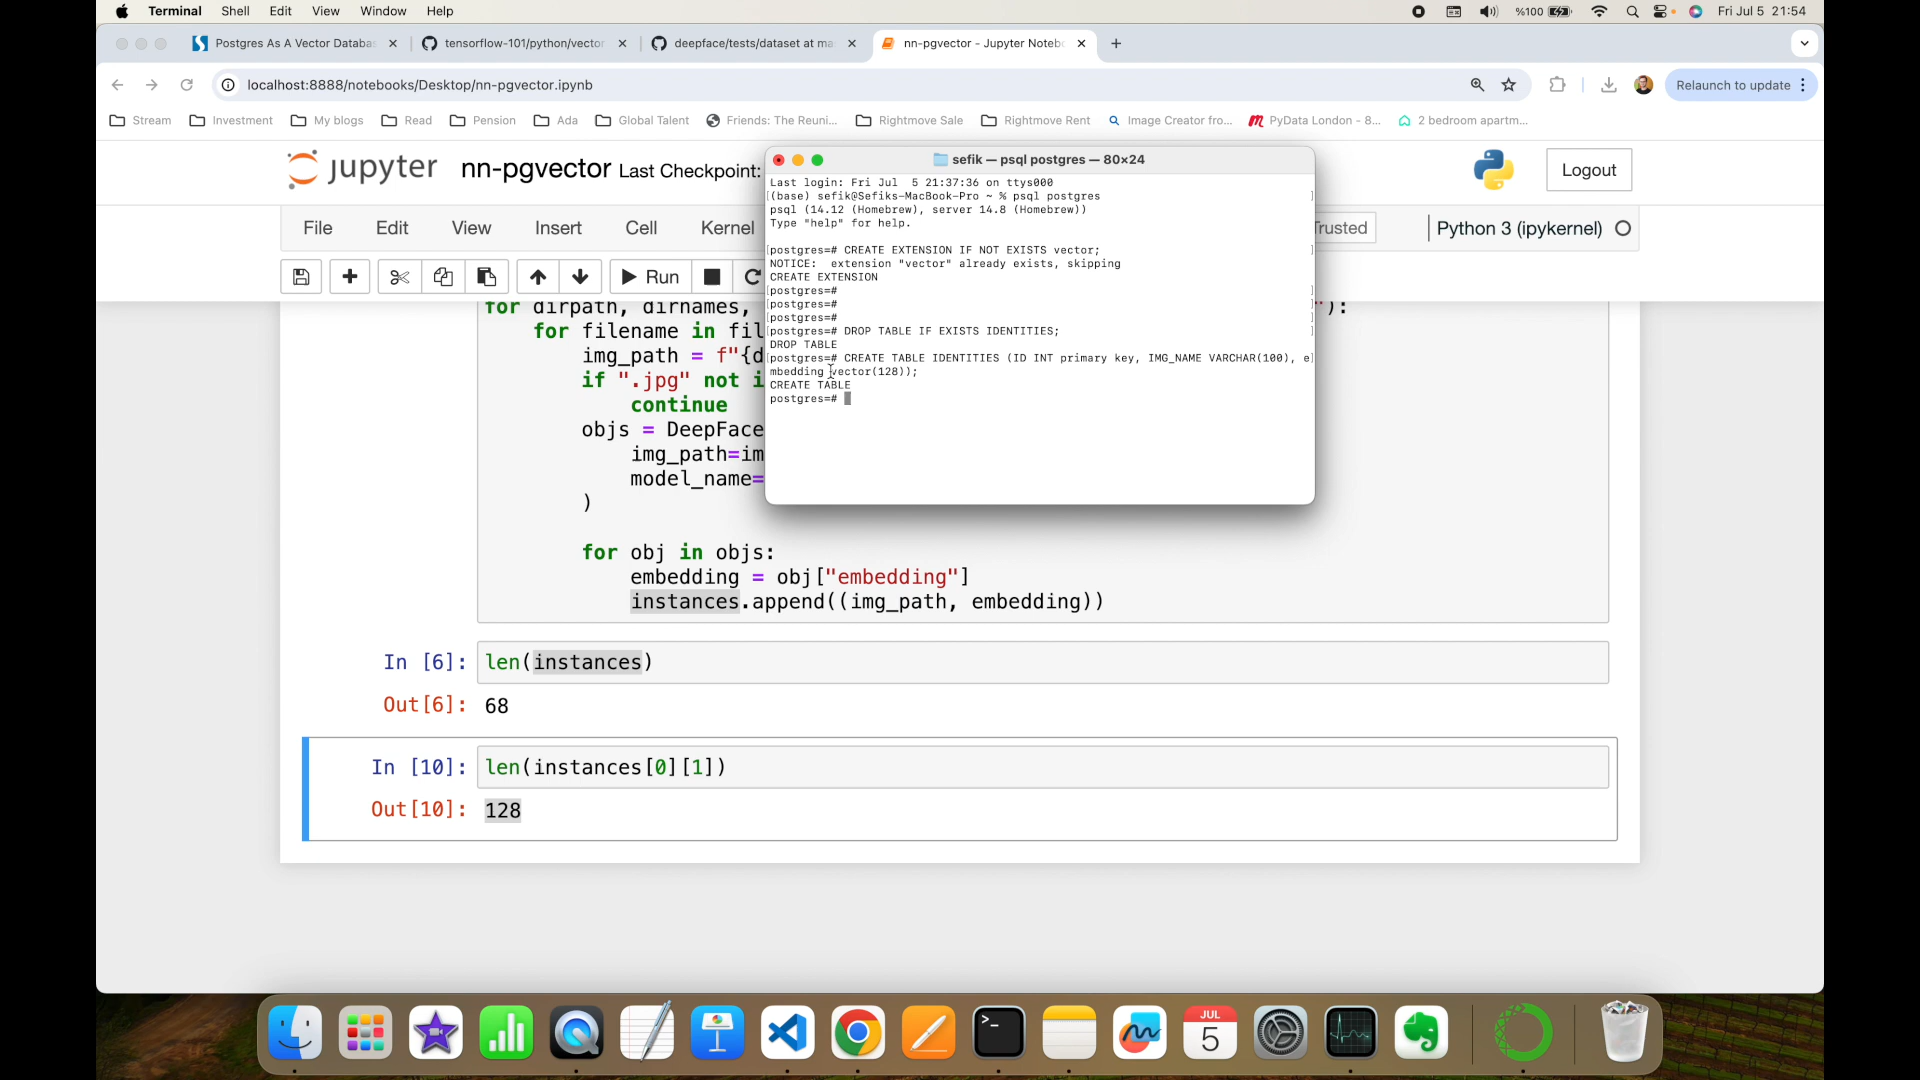 Terminal Shell Edit View Window Help
%100 Fri Jul 5 21:54
Postgres As A Vector Databas
tensorflow-101/python/vector
deepface/tests/dataset at ma
nn-pgvector - Jupyter Notebo
localhost:8888/notebooks/Desktop/nn-pgvector.ipynb
Relaunch to update
Stream Investment My blogs Read Pension Ada Global Talent Friends: The Reuni... Rightmove Sale Rightmove Rent Image Creator fro... PyData London - 8... 2 bedroom apartm...
jupyter nn-pgvector Last Checkpoint:
Logout
File Edit View Insert Cell Kernel
Trusted
Python 3 (ipykernel)
Run
sefik — psql postgres — 80×24
Last login: Fri Jul  5 21:37:36 on ttys000
[(base) sefik@Sefiks-MacBook-Pro ~ % psql postgres ]
psql (14.12 (Homebrew), server 14.8 (Homebrew))
Type "help" for help.
[postgres=# CREATE EXTENSION IF NOT EXISTS vector; ]
NOTICE:  extension "vector" already exists, skipping
CREATE EXTENSION
[postgres=# ]
[postgres=# ]
[postgres=# ]
[postgres=# DROP TABLE IF EXISTS IDENTITIES; ]
DROP TABLE
[postgres=# CREATE TABLE IDENTITIES (ID INT primary key, IMG_NAME VARCHAR(100), e]
mbedding vector(128));
CREATE TABLE
postgres=#
for dirpath, dirnames,
"):
for filename in fil
img_path = f"{d
if ".jpg" not i
continue
objs = DeepFace
img_path=im
model_name=
)
for obj in objs:
embedding = obj["embedding"]
instances.append((img_path, embedding))
In [6]: len(instances)
Out[6]: 68
In [10]: len(instances[0][1])
Out[10]: 128
JUL
5